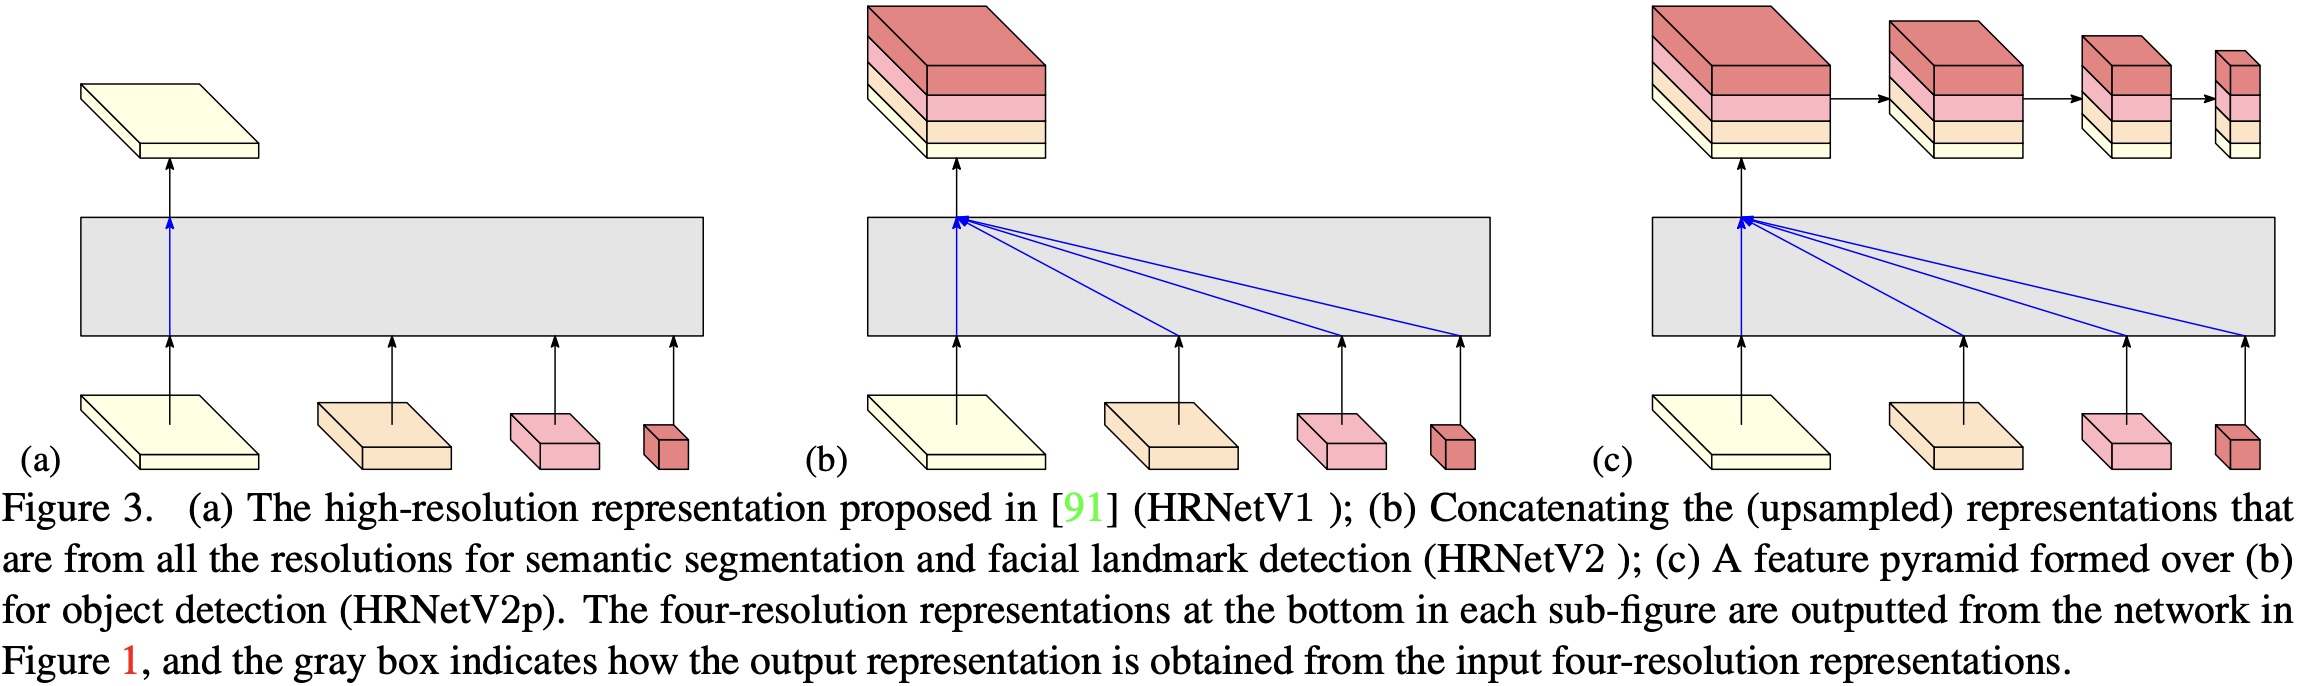 (a) (b) (c)
Figure 3. (a) The high-resolution representation proposed in [91] (HRNetV1 ); (b) Concatenating the (upsampled) representations that
are from all the resolutions for semantic segmentation and facial landmark detection (HRNetV2 ); (c) A feature pyramid formed over (b)
for object detection (HRNetV2p). The four-resolution representations at the bottom in each sub-figure are outputted from the network in
Figure 1, and the gray box indicates how the output representation is obtained from the input four-resolution representations.